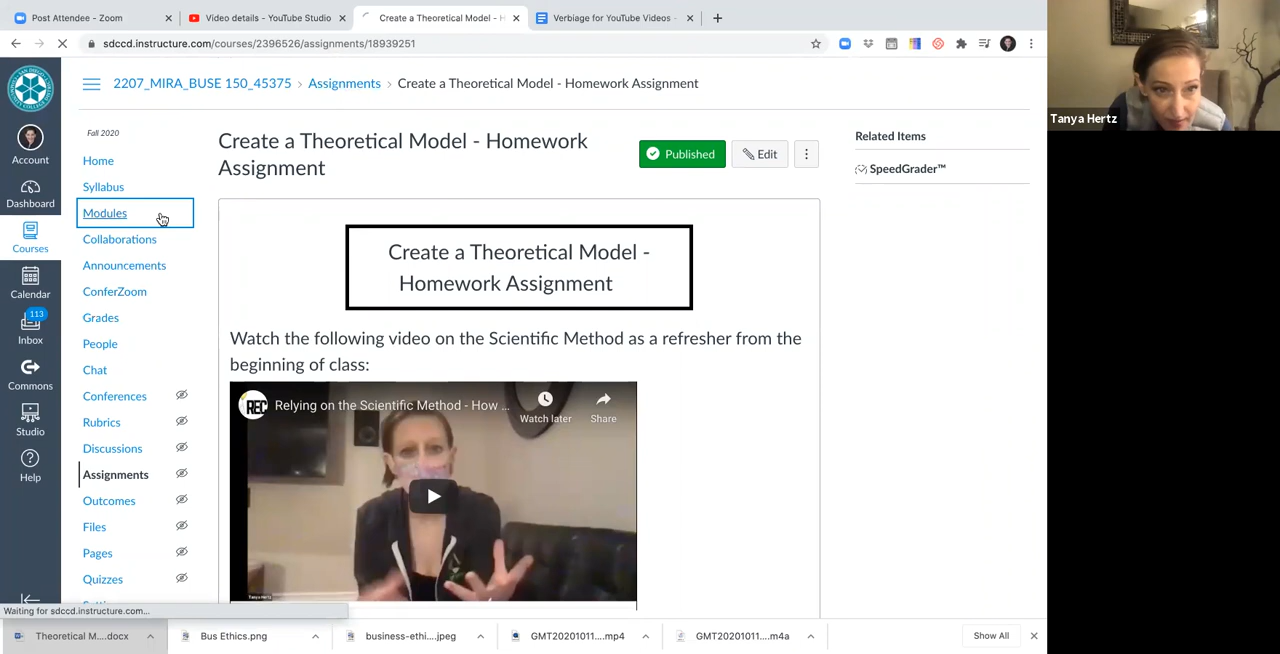 Post Attendee - Zoom
Video details - YouTube Studio
Create a Theoretical Model - H
Verbiage for YouTube Videos -
sdccd.instructure.com/courses/2396526/assignments/18939251
Tanya Hertz
2207_MIRA_BUSE 150_45375 > Assignments > Create a Theoretical Model - Homework Assignment
Fall 2020
Account
Dashboard
Courses
Calendar
113
Inbox
Commons
Studio
Help
Home
Syllabus
Modules
Collaborations
Announcements
ConferZoom
Grades
People
Chat
Conferences
Rubrics
Discussions
Assignments
Outcomes
Files
Pages
Quizzes
Create a Theoretical Model - Homework
Assignment
Published
Edit
Related Items
SpeedGrader™
Create a Theoretical Model -
Homework Assignment
Watch the following video on the Scientific Method as a refresher from the
beginning of class:
REC
Relying on the Scientific Method - How ...
Watch later
Share
Tanya Hertz
Waiting for sdccd.instructure.com...
Theoretical M....docx
Bus Ethics.png
business-ethi....jpeg
GMT20201011....mp4
GMT20201011....m4a
Show All